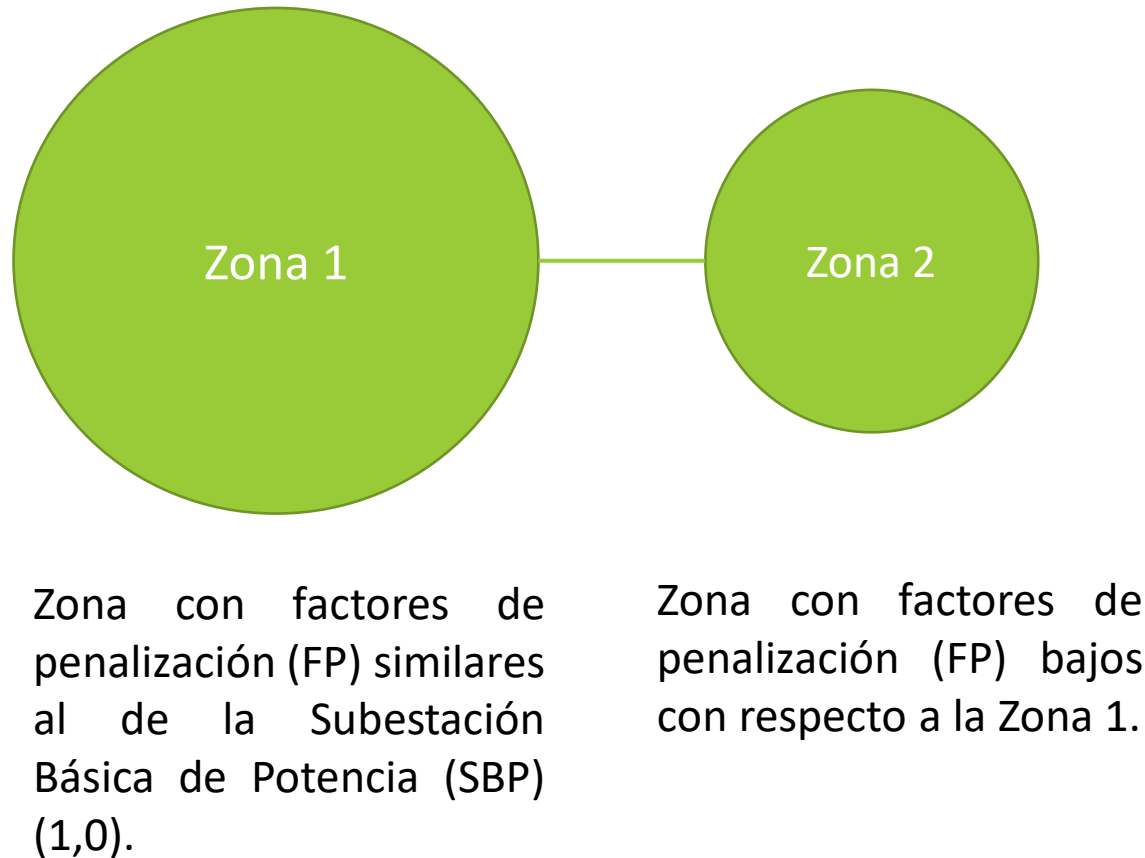 Zona 1
Zona 2
Zona con factores de
penalización (FP) similares
al de la Subestación
Básica de Potencia (SBP)
(1,0).
Zona con factores de
penalización (FP) bajos
con respecto a la Zona 1.